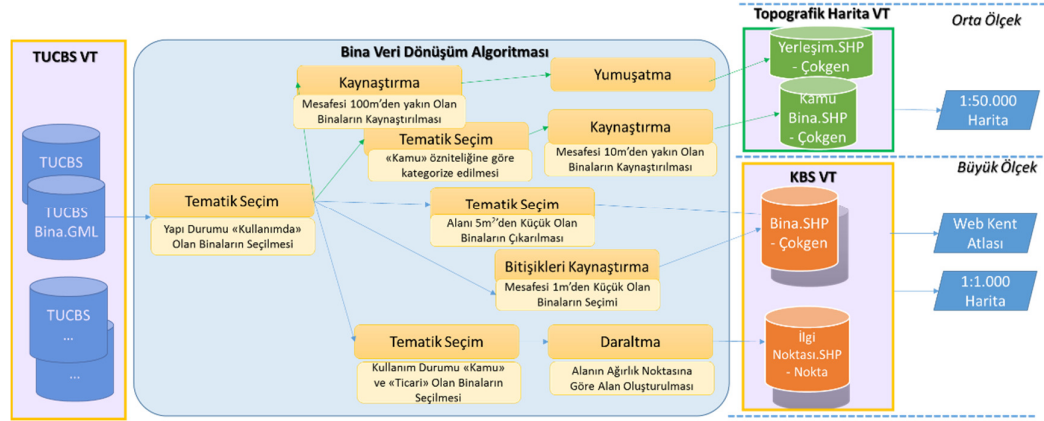 TUCBS VT
TUCBS
TUCBS
Bina.GML
TUCBS
...
...
Bina Veri Dönüşüm Algoritması
Tematik Seçim
Yapı Durumu «Kullanımda»
Olan Binaların Seçilmesi
Kaynaştırma
Mesafesi 100m’den yakın Olan
Binaların Kaynaştırılması
Yumuşatma
Tematik Seçim
«Kamu» özniteliğine göre
kategorize edilmesi
Kaynaştırma
Mesafesi 10m’den yakın Olan
Binaların Kaynaştırılması
Tematik Seçim
Alanı 5m²’den Küçük Olan
Binaların Çıkarılması
Bitişikleri Kaynaştırma
Mesafesi 1m’den Küçük Olan
Binaların Seçimi
Tematik Seçim
Kullanım Durumu «Kamu»
ve «Ticari» Olan Binaların
Seçilmesi
Daraltma
Alanın Ağırlık Noktasına
Göre Alan Oluşturulması
Topografik Harita VT
Yerleşim.SHP
- Çokgen
Kamu
Bina.SHP
- Çokgen
Orta Ölçek
1:50.000
Harita
KBS VT
Bina.SHP
- Çokgen
İlgi
Noktası.SHP
- Nokta
Büyük Ölçek
Web Kent
Atlası
1:1.000
Harita